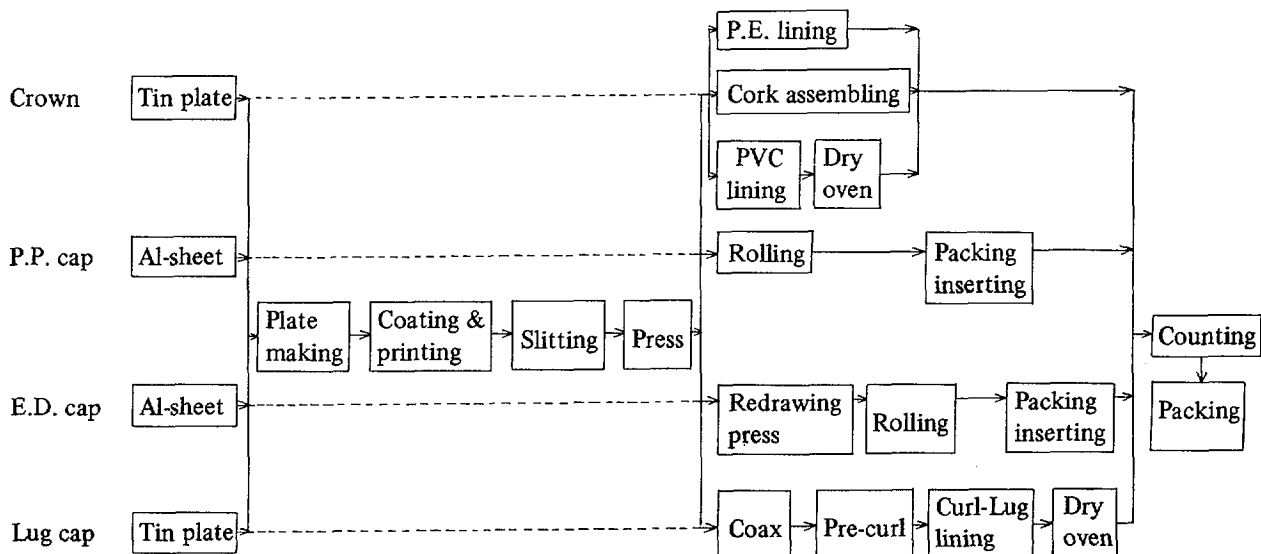 P.E. lining
Crown
Tin plate
Cork assembling
PVC
lining
Dry
oven
P.P. cap
Al-sheet
Rolling
Packing
inserting
Plate
making
Coating &
printing
Slitting
Press
Counting
E.D. cap
Al-sheet
Redrawing
press
Rolling
Packing
inserting
Packing
Lug cap
Tin plate
Coax
Pre-curl
Curl-Lug
lining
Dry
oven